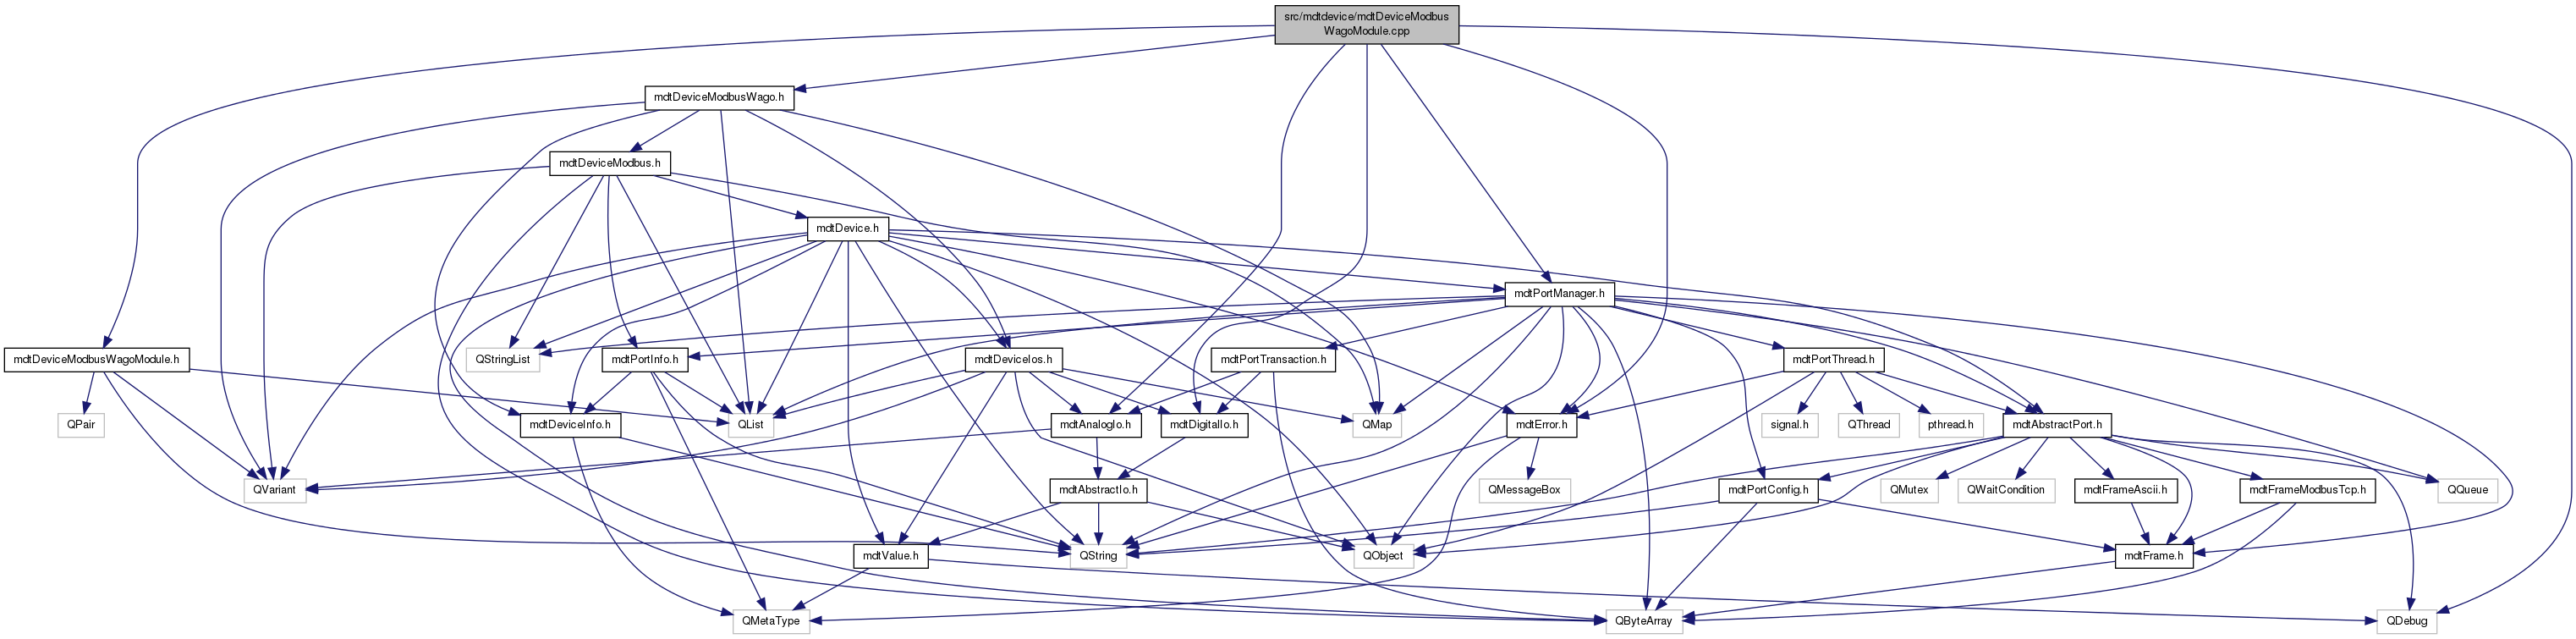 src/mdtdevice/mdtDeviceModbus
WagoModule.cpp
mdtDeviceModbusWago.h
mdtDeviceModbus.h
mdtDevice.h
mdtPortManager.h
mdtDeviceModbusWagoModule.h
QStringList
mdtPortInfo.h
mdtDeviceIos.h
mdtPortTransaction.h
mdtPortThread.h
QPair
mdtDeviceInfo.h
QList
mdtAnalogIo.h
mdtDigitalIo.h
QMap
mdtError.h
signal.h
QThread
pthread.h
mdtAbstractPort.h
QVariant
mdtAbstractIo.h
QMessageBox
mdtPortConfig.h
QMutex
QWaitCondition
mdtFrameAscii.h
mdtFrameModbusTcp.h
QQueue
mdtValue.h
QString
QObject
mdtFrame.h
QMetaType
QByteArray
QDebug